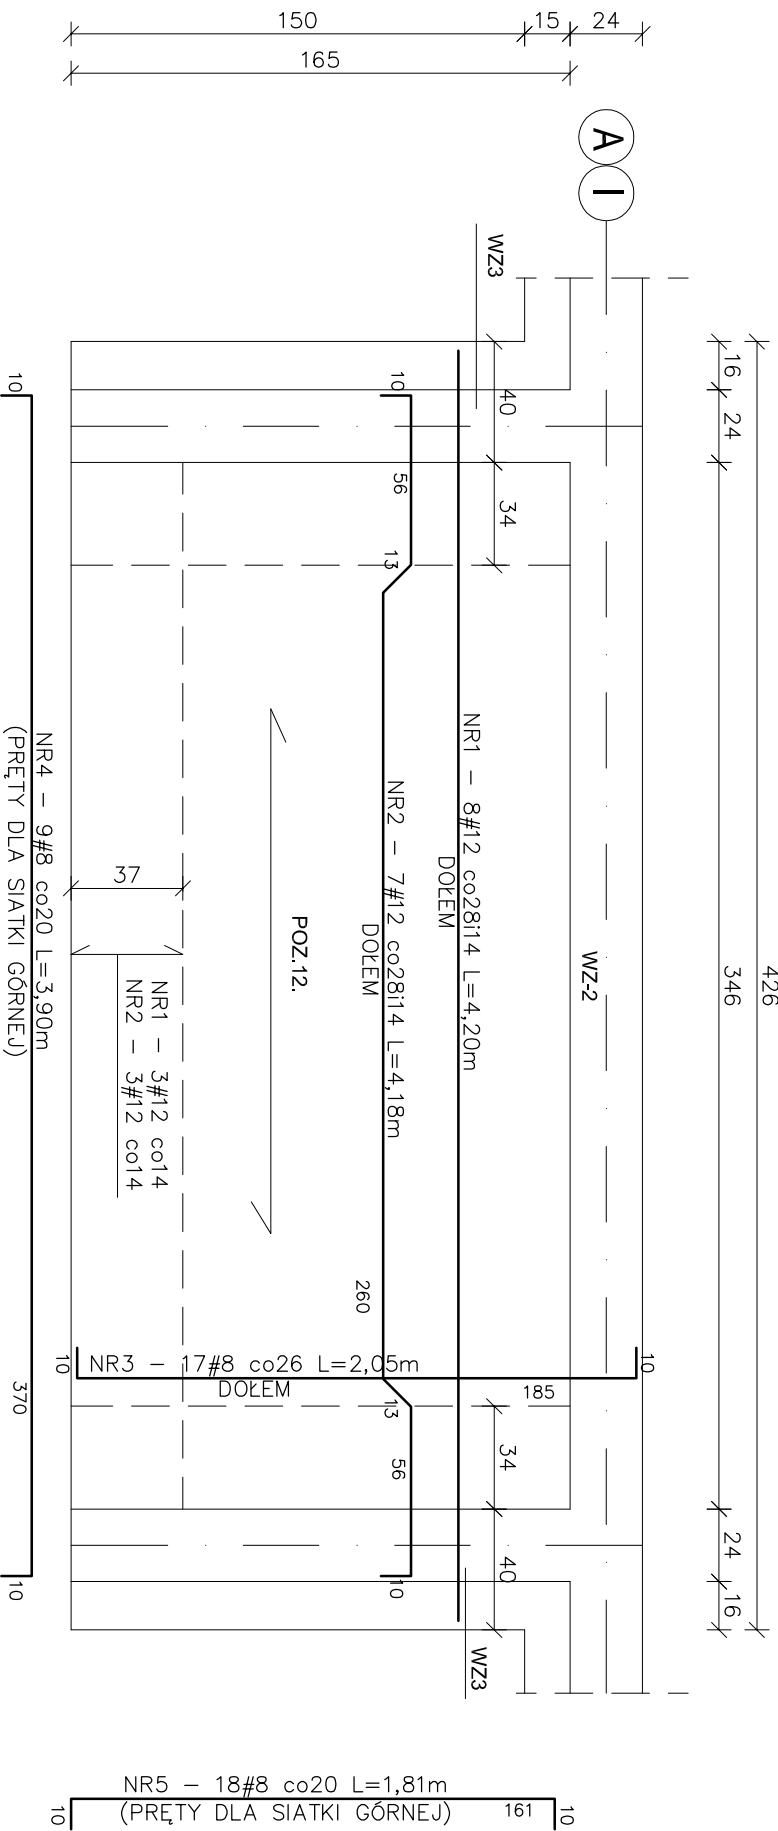 150
15
24
165
A
I
WZ3
16
24
346
24
16
426
40
34
10
56
13
10
NR1 – 8#12 co28i14 L=4,20m
DOŁEM
NR2 – 7#12 co28i14 L=4,18m
DOŁEM
WZ-2
POZ.12.
37
NR1 – 3#12 co14
NR2 – 3#12 co14
NR4 – 9#8 co20 L=3,90m
(PRĘTY DLA SIATKI GÓRNEJ)
260
10
NR3 – 17#8 co26 L=2,05m
DOŁEM
185
10
13
56
34
40
10
370
10
WZ3
NR5 – 18#8 co20 L=1,81m
(PRĘTY DLA SIATKI GÓRNEJ)
161
10
10